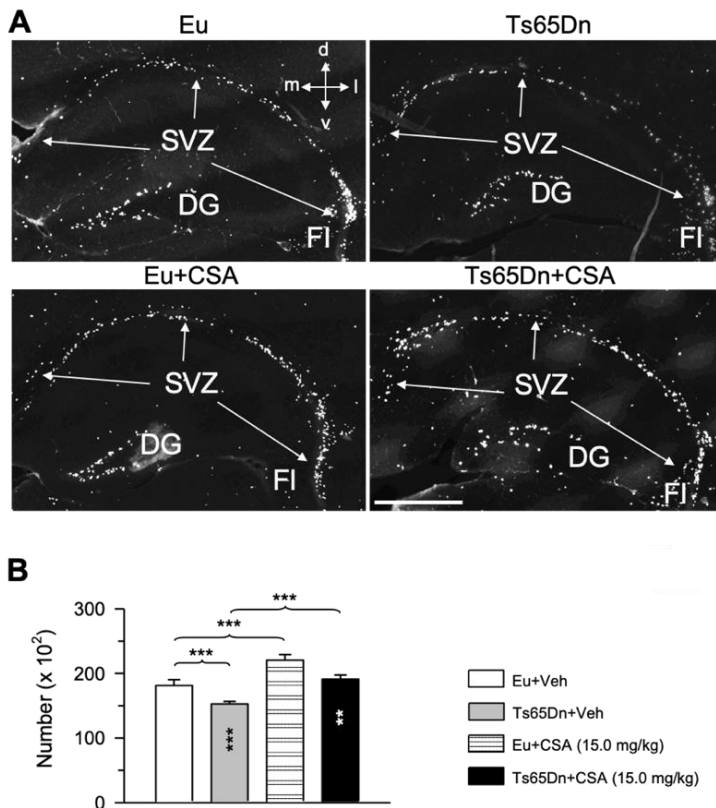 A
Eu
Ts65Dn
d
m l
v
SVZ
DG
FI
SVZ
DG
FI
Eu+CSA
Ts65Dn+CSA
SVZ
DG
FI
SVZ
DG
FI
B
Number (x 10²)
300
200
100
0
***
***
***
***
**
Eu+Veh
Ts65Dn+Veh
Eu+CSA (15.0 mg/kg)
Ts65Dn+CSA (15.0 mg/kg)